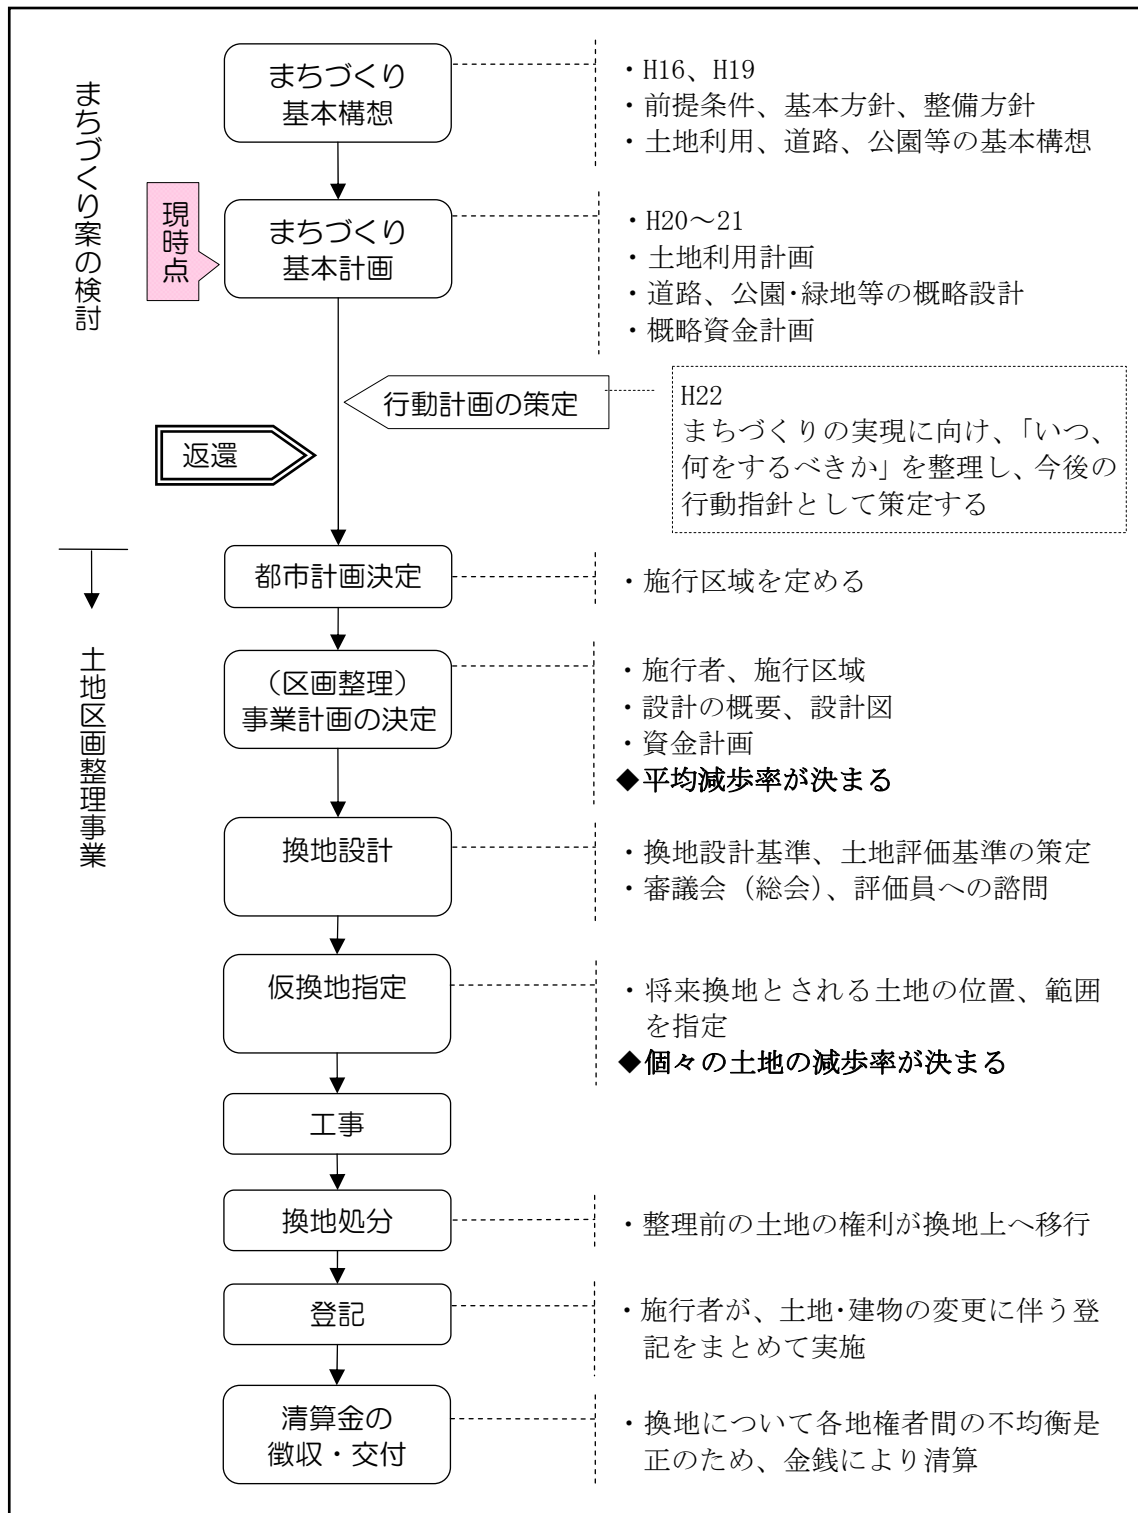 まちづくり案の検討
まちづくり
基本構想
・H16、H19
・前提条件、基本方針、整備方針
・土地利用、道路、公園等の基本構想
現時点
まちづくり
基本計画
・H20～21
・土地利用計画
・道路、公園･緑地等の概略設計
・概略資金計画
行動計画の策定
H22
まちづくりの実現に向け、「いつ、
何をするべきか」を整理し、今後の
行動指針として策定する
返還
土地区画整理事業
都市計画決定
・施行区域を定める
（区画整理）
事業計画の決定
・施行者、施行区域
・設計の概要、設計図
・資金計画
◆平均減歩率が決まる
換地設計
・換地設計基準、土地評価基準の策定
・審議会（総会）、評価員への諮問
仮換地指定
・将来換地とされる土地の位置、範囲
を指定
◆個々の土地の減歩率が決まる
工事
換地処分
・整理前の土地の権利が換地上へ移行
登記
・施行者が、土地･建物の変更に伴う登
記をまとめて実施
清算金の
徴収・交付
・換地について各地権者間の不均衡是
正のため、金銭により清算